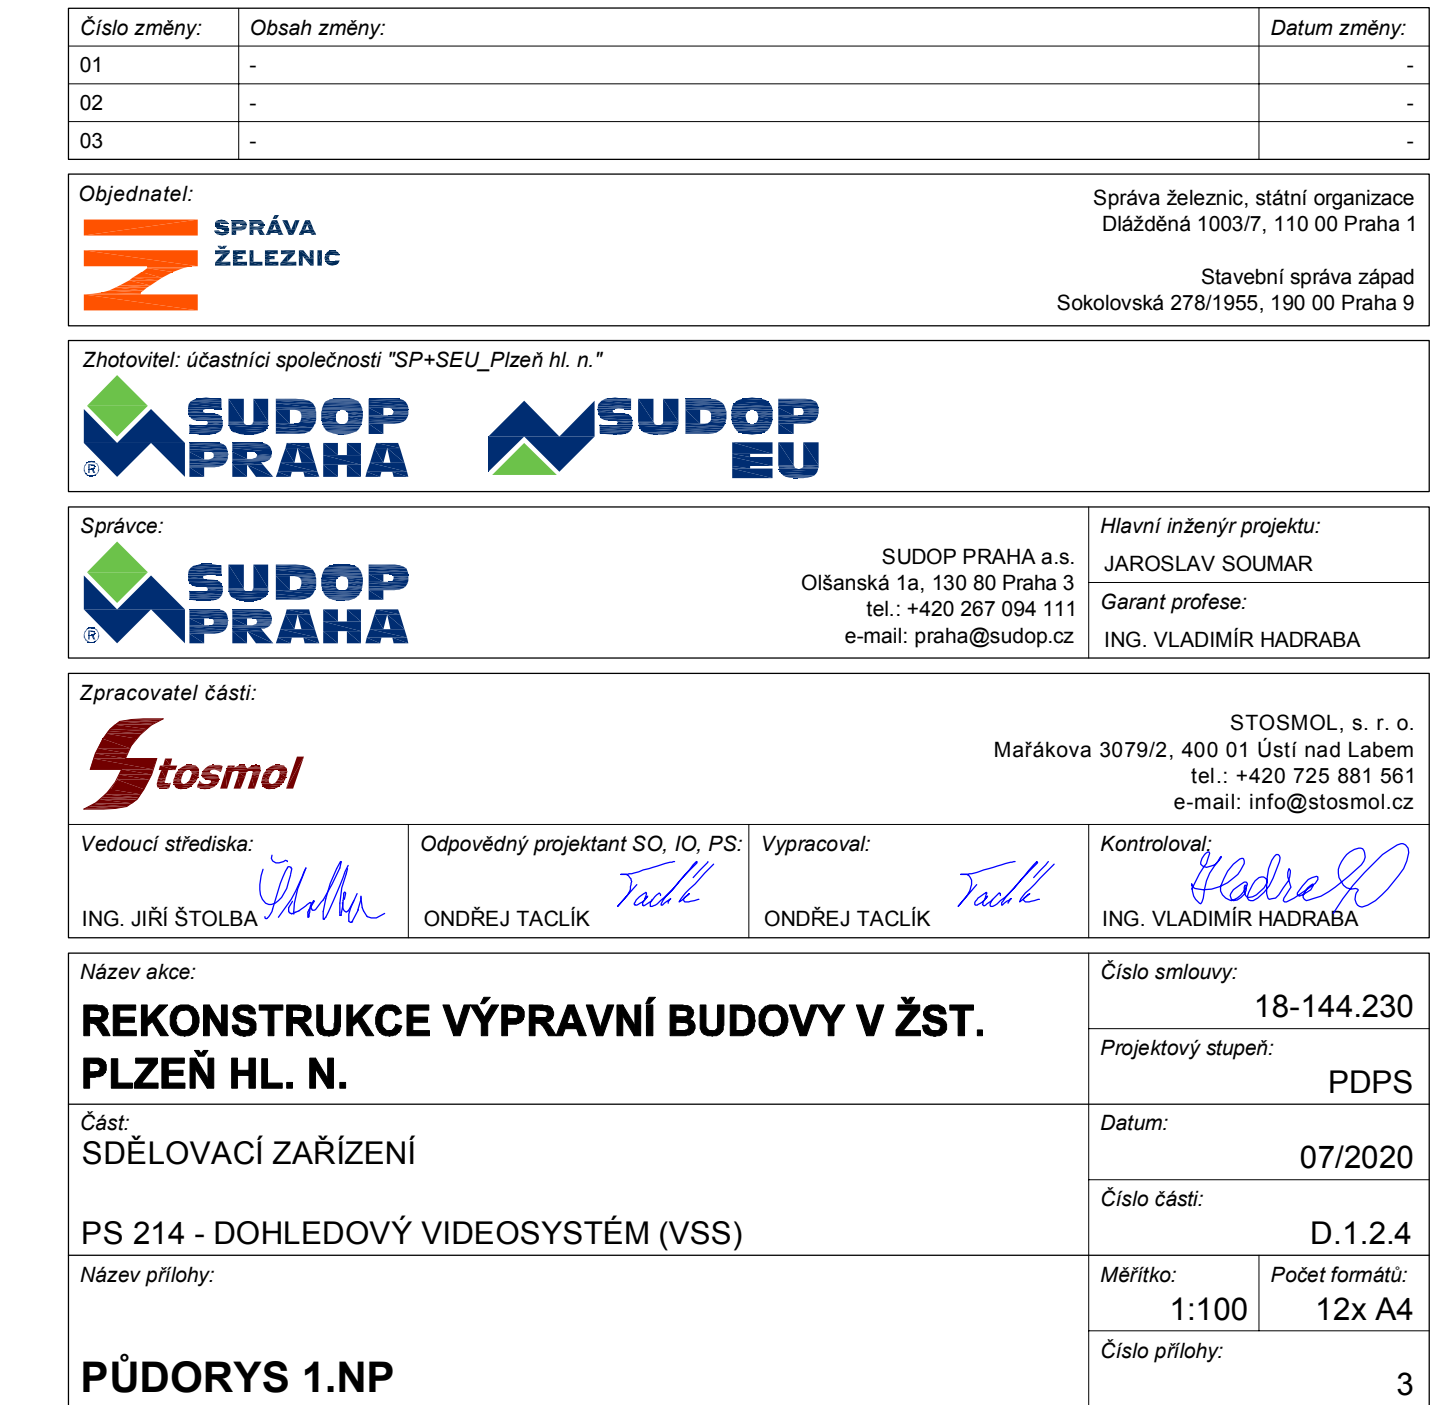 Číslo změny: Obsah změny: Datum změny:
01 - -
02 - -
03 - -
Objednatel:
SPRÁVA
ŽELEZNIC
Správa železnic, státní organizace
Dlážděná 1003/7, 110 00 Praha 1
Stavební správa západ
Sokolovská 278/1955, 190 00 Praha 9
Zhotovitel: účastníci společnosti "SP+SEU_Plzeň hl. n."
SUDOP
PRAHA
®
SUDOP
EU
Správce:
SUDOP
PRAHA
®
SUDOP PRAHA a.s.
Olšanská 1a, 130 80 Praha 3
tel.: +420 267 094 111
e-mail: praha@sudop.cz
Hlavní inženýr projektu:
JAROSLAV SOUMAR
Garant profese:
ING. VLADIMÍR HADRABA
Zpracovatel části:
Stosmol
STOSMOL, s. r. o.
Mařákova 3079/2, 400 01 Ústí nad Labem
tel.: +420 725 881 561
e-mail: info@stosmol.cz
Vedoucí střediska:
Štolba
ING. JIŘÍ ŠTOLBA
Odpovědný projektant SO, IO, PS:
Taclík
ONDŘEJ TACLÍK
Vypracoval:
Taclík
ONDŘEJ TACLÍK
Kontroloval:
Hadraba
ING. VLADIMÍR HADRABA
Název akce:
REKONSTRUKCE VÝPRAVNÍ BUDOVY V ŽST.
PLZEŇ HL. N.
Číslo smlouvy:
18-144.230
Projektový stupeň:
PDPS
Část:
SDĚLOVACÍ ZAŘÍZENÍ
PS 214 - DOHLEDOVÝ VIDEOSYSTÉM (VSS)
Datum:
07/2020
Číslo části:
D.1.2.4
Název přílohy:
PŮDORYS 1.NP
Měřítko:
1:100
Počet formátů:
12x A4
Číslo přílohy:
3